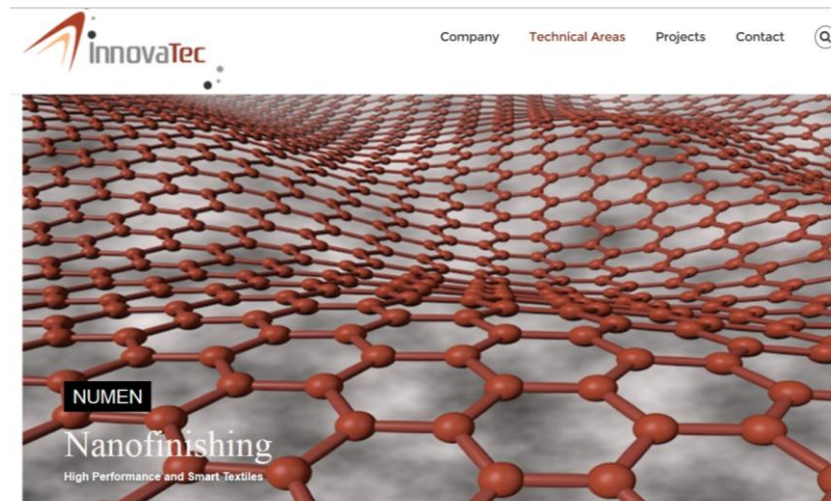 InnovaTec
Company Technical Areas Projects Contact
NUMEN
Nanofinishing
High Performance and Smart Textiles